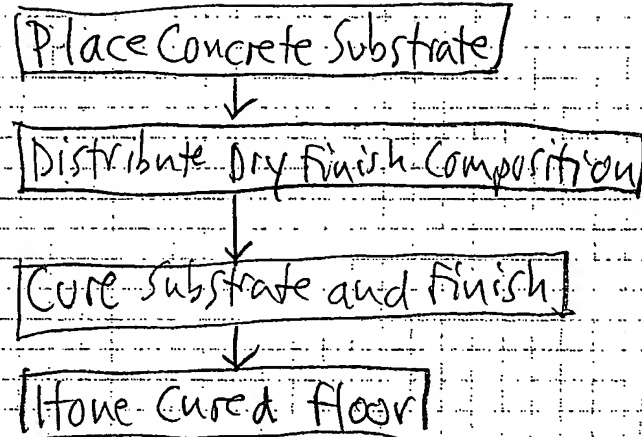 Place Concrete Substrate
Distribute Dry Finish Composition
Cure Substrate and Finish
Hone Cured Floor